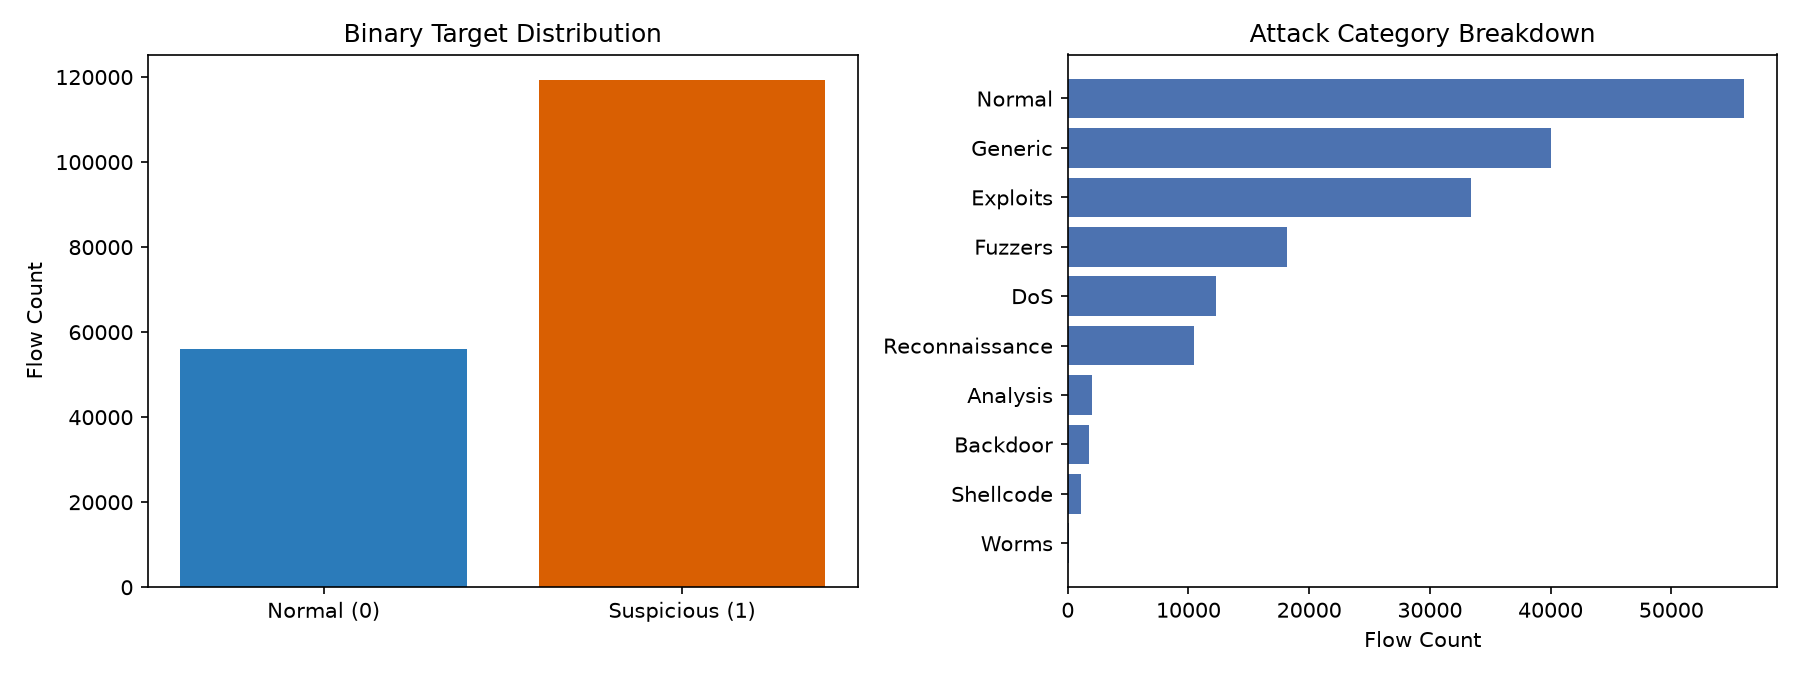 Binary Target Distribution
120000
100000
80000
60000
40000
20000
0
Flow Count
Normal (0)
Suspicious (1)
Attack Category Breakdown
Normal
Generic
Exploits
Fuzzers
DoS
Reconnaissance
Analysis
Backdoor
Shellcode
Worms
0 10000 20000 30000 40000 50000
Flow Count